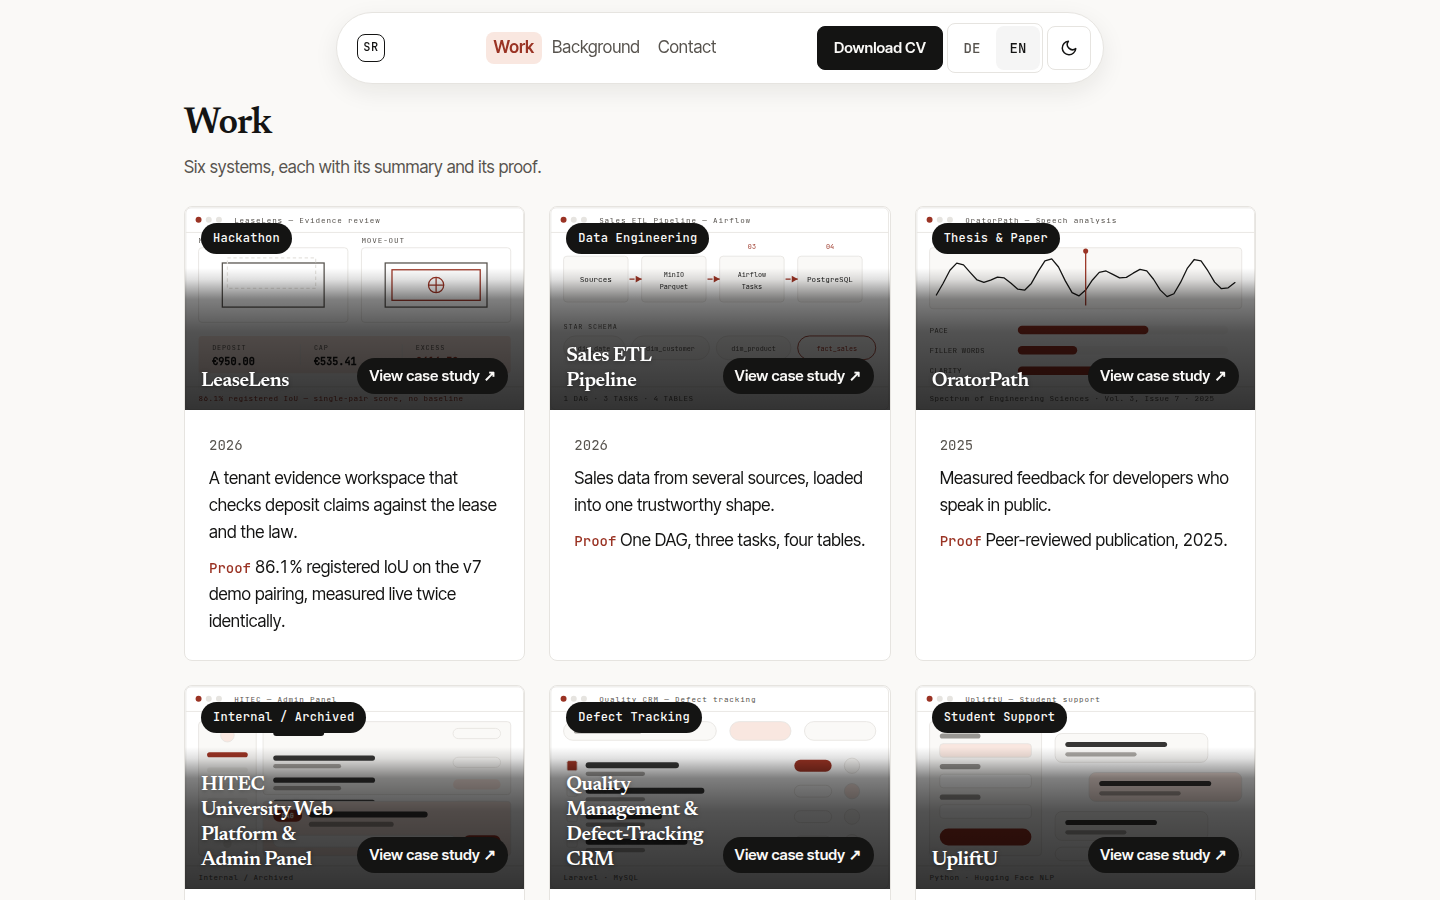 SR
Work
Background
Contact
Download CV
DE
EN
Work
Six systems, each with its summary and its proof.
LeaseLens — Evidence review
Hackathon
MOVE-OUT
DEPOSIT
CAP
EXCESS
€950.00
€535.41
LeaseLens
View case study ↗
86.1% registered IoU — single-pair score, no baseline
2026
A tenant evidence workspace that
checks deposit claims against the lease
and the law.
Proof 86.1% registered IoU on the v7
demo pairing, measured live twice
identically.
Sales ETL Pipeline — Airflow
Data Engineering
03
04
Sources
MinIO
Parquet
Airflow
Tasks
PostgreSQL
STAR SCHEMA
dim_customer
dim_product
fact_sales
Sales ETL
Pipeline
View case study ↗
1 DAG · 3 TASKS · 4 TABLES
2026
Sales data from several sources, loaded
into one trustworthy shape.
Proof One DAG, three tasks, four tables.
OratorPath — Speech analysis
Thesis & Paper
PACE
FILLER WORDS
CLARITY
OratorPath
View case study ↗
Spectrum of Engineering Sciences · Vol. 3, Issue 7 · 2025
2025
Measured feedback for developers who
speak in public.
Proof Peer-reviewed publication, 2025.
HITEC — Admin Panel
Internal / Archived
HITEC
University Web
Platform &
Admin Panel
View case study ↗
Internal / Archived
Quality CRM — Defect tracking
Defect Tracking
Quality
Management &
Defect-Tracking
CRM
View case study ↗
Laravel · MySQL
UpliftU — Student support
Student Support
UpliftU
View case study ↗
Python · Hugging Face NLP